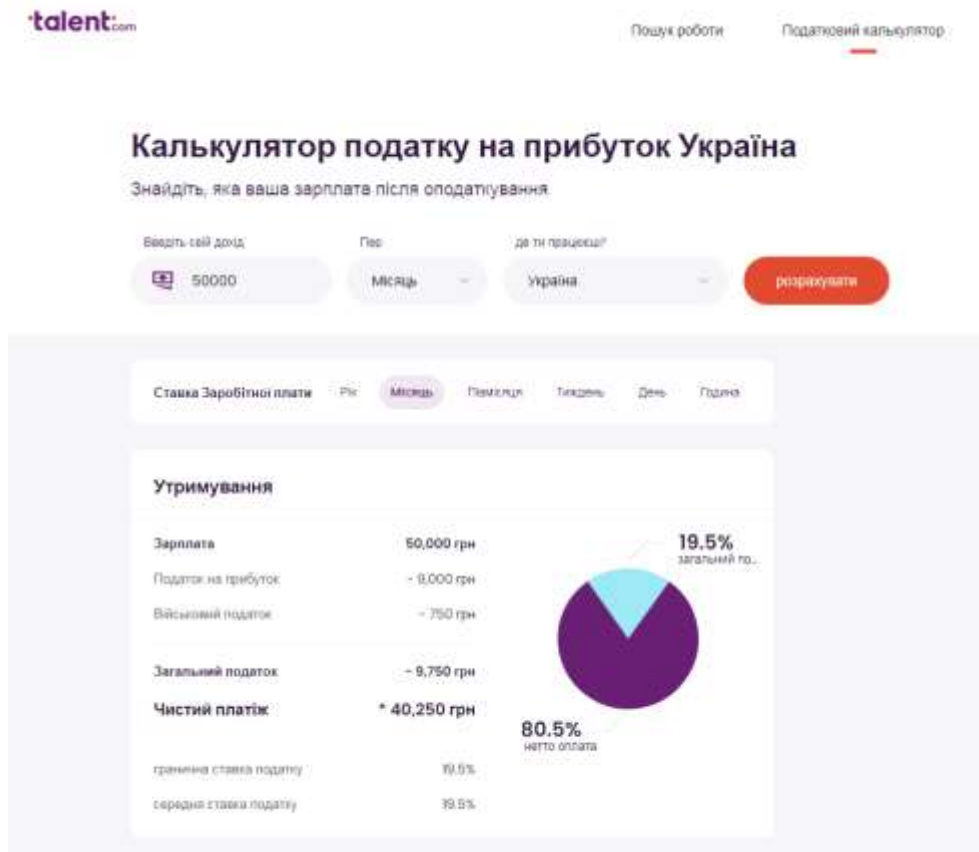 talent.com
Пошук роботи
Податковий калькулятор
Калькулятор податку на прибуток Україна
Знайдіть, яка ваша зарплата після оподаткування
Введіть свій дохід
Пер
де ти працюєш?
50000
Місяць
Україна
розрахувати
Ставка Заробітної плати
Рік
Місяць
Півмісяця
Тиждень
День
Година
Утримування
Зарплата
50,000 грн
Податок на прибуток
- 9,000 грн
Військовий податок
- 750 грн
Загальний податок
- 9,750 грн
Чистий платіж
* 40,250 грн
гранична ставка податку
19.5%
середня ставка податку
19.5%
19.5%
загальний по...
80.5%
нетто оплата